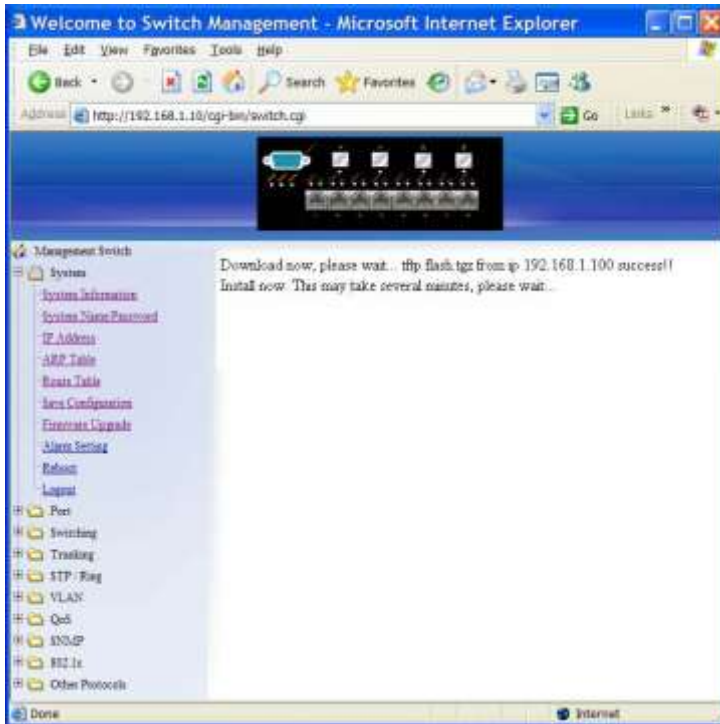 Welcome to Switch Management - Microsoft Internet Explorer
File Edit View Favorites Tools Help
Back Search Favorites
Address http://192.168.1.10/cgi-bin/switch.cgi Go Links »
Management Switch
System
System Information
System Name/Password
IP Address
ARP Table
Route Table
Save Configuration
Firmware Upgrade
Alarm Setting
Reboot
Logout
Port
Switching
Trunking
STP / Ring
VLAN
QoS
SNMP
802.1x
Other Protocols
Download now, please wait... tftp flash.tgz from ip 192.168.1.100 success!!
Install now. This may take several minutes, please wait...
Done Internet